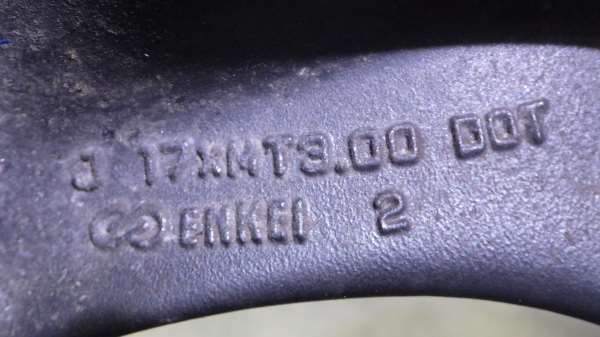 J 17XMT3.00 DOT
ENKEI 2